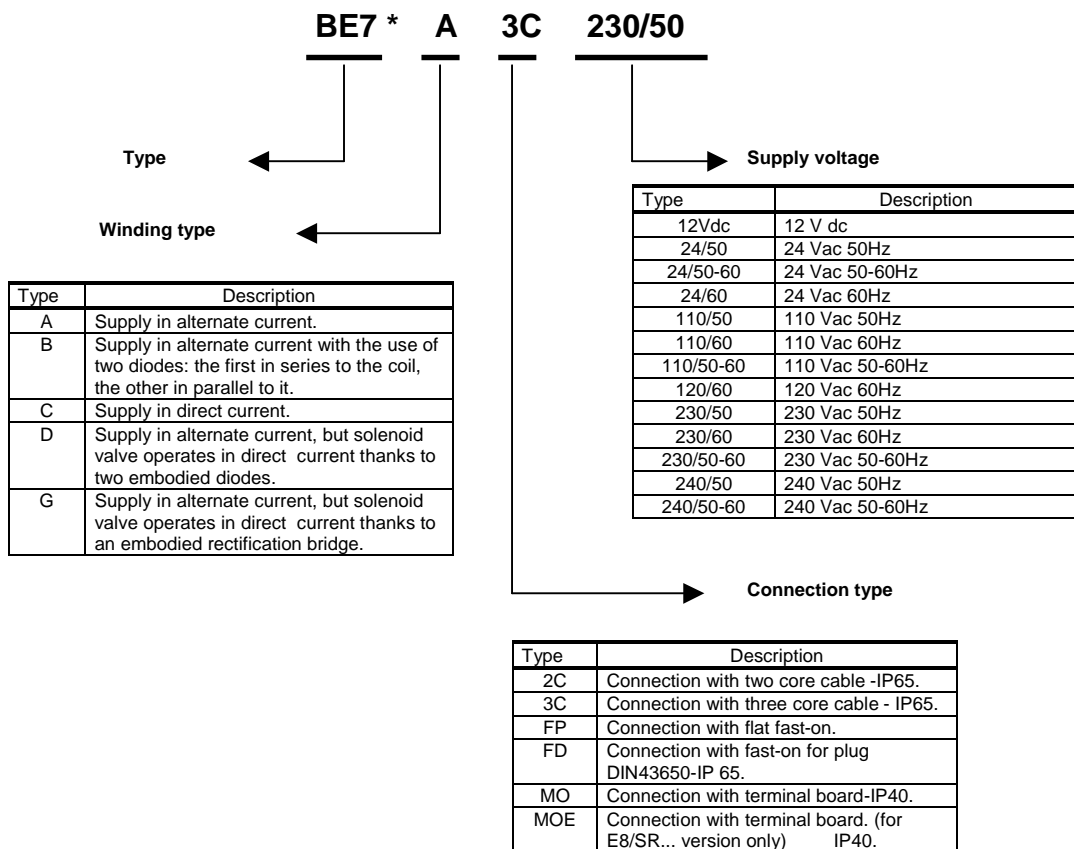 BE7 * A 3C 230/50
Type
Supply voltage
Winding type
Type Description
12Vdc 12 V dc
24/50 24 Vac 50Hz
24/50-60 24 Vac 50-60Hz
24/60 24 Vac 60Hz
110/50 110 Vac 50Hz
110/60 110 Vac 60Hz
110/50-60 110 Vac 50-60Hz
120/60 120 Vac 60Hz
230/50 230 Vac 50Hz
230/60 230 Vac 60Hz
230/50-60 230 Vac 50-60Hz
240/50 240 Vac 50Hz
240/50-60 240 Vac 50-60Hz
Type Description
A Supply in alternate current.
B Supply in alternate current with the use of
two diodes: the first in series to the coil,
the other in parallel to it.
C Supply in direct current.
D Supply in alternate current, but solenoid
valve operates in direct current thanks to
two embodied diodes.
G Supply in alternate current, but solenoid
valve operates in direct current thanks to
an embodied rectification bridge.
Connection type
Type Description
2C Connection with two core cable -IP65.
3C Connection with three core cable - IP65.
FP Connection with flat fast-on.
FD Connection with fast-on for plug
DIN43650-IP 65.
MO Connection with terminal board-IP40.
MOE Connection with terminal board. (for
E8/SR... version only) IP40.